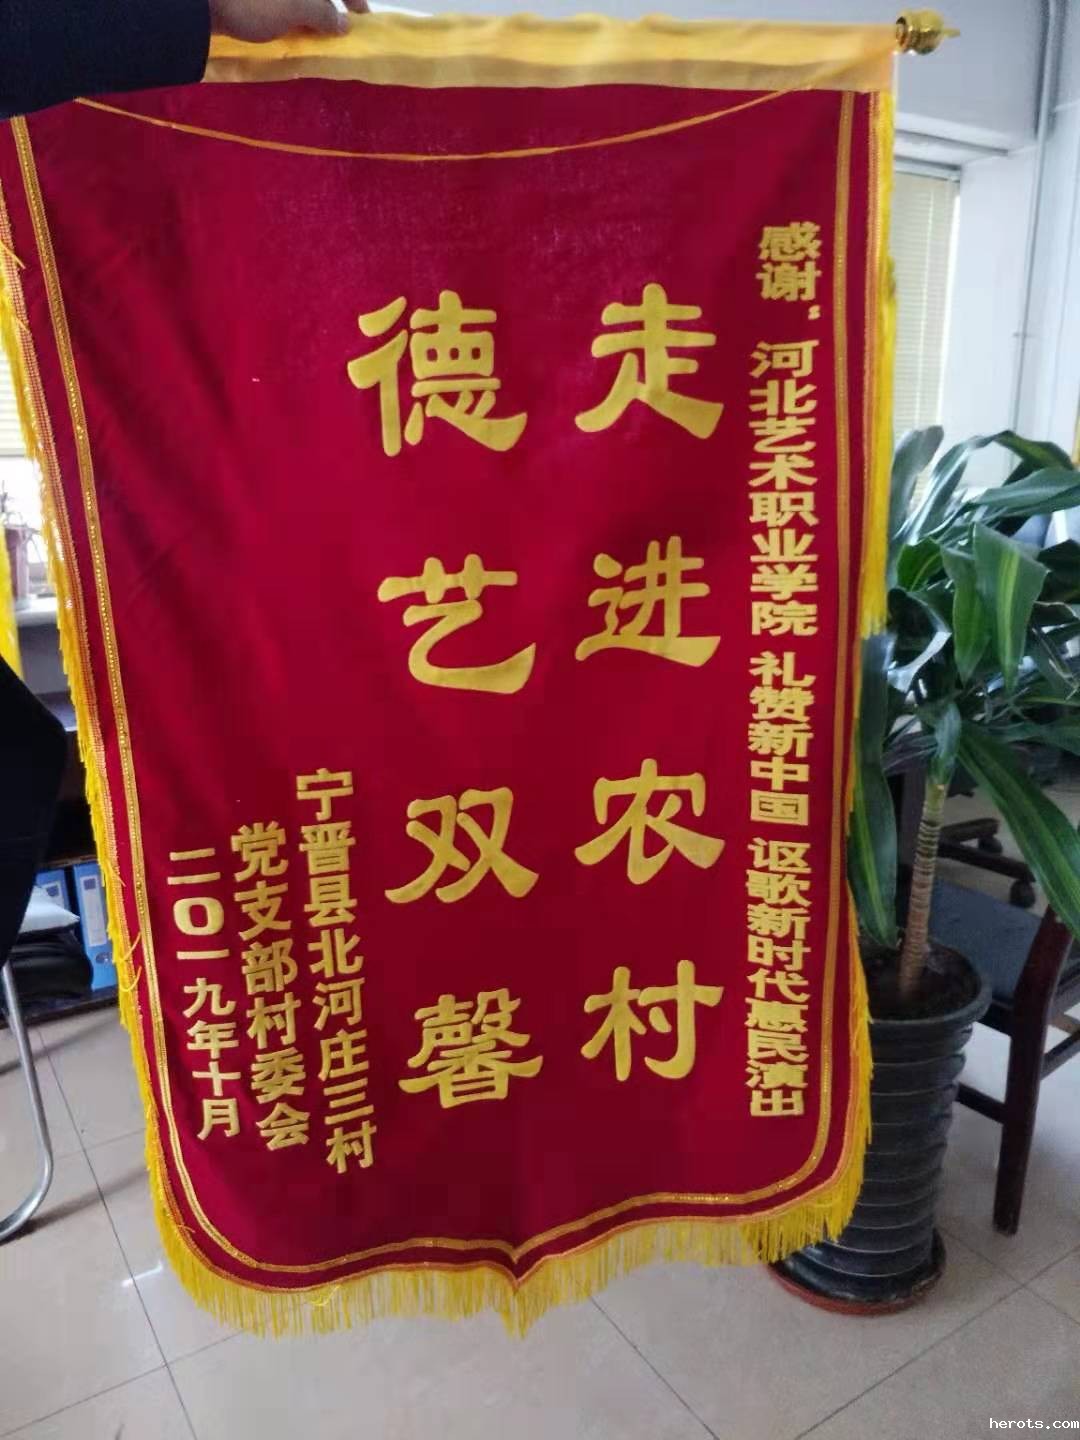 感谢：河北艺术职业学院 礼赞新中国 讴歌新时代惠民演出
走进农村
德艺双馨
宁晋县北河庄三村
党支部村委会
二〇一九年十月
herots.com